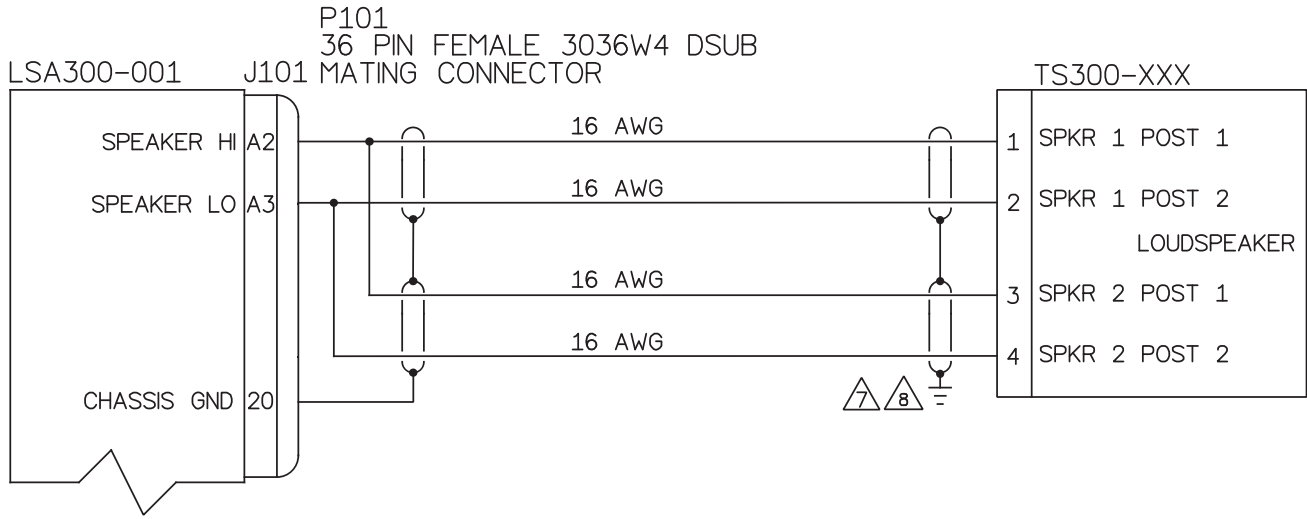 P101
36 PIN FEMALE 3036W4 DSUB
LSA300-001 J101 MATING CONNECTOR
TS300-XXX
SPEAKER HI A2
16 AWG
1 SPKR 1 POST 1
SPEAKER LO A3
16 AWG
2 SPKR 1 POST 2
LOUDSPEAKER
16 AWG
3 SPKR 2 POST 1
16 AWG
4 SPKR 2 POST 2
CHASSIS GND 20
7 8